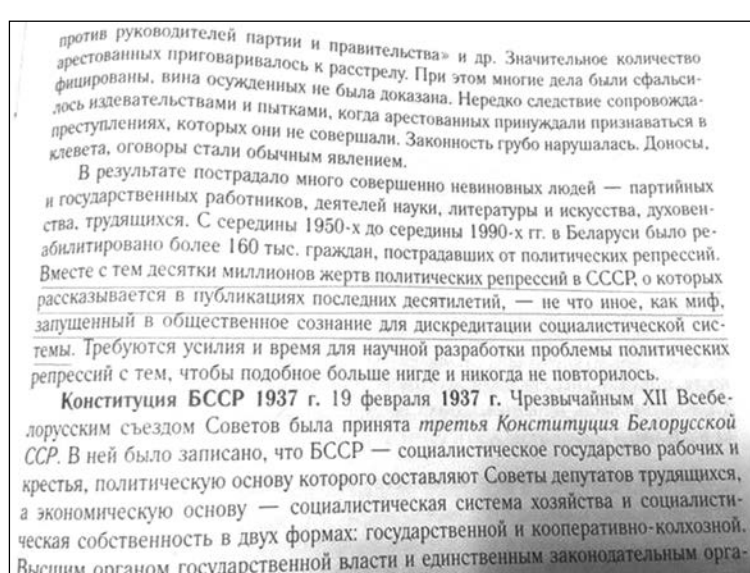 против руководителей партии и правительства» и др. Значительное количество
арестованных приговаривалось к расстрелу. При этом многие дела были сфальси-
фицированы, вина осужденных не была доказана. Нередко следствие сопровожда-
лось издевательствами и пытками, когда арестованных принуждали признаваться в
преступлениях, которых они не совершали. Законность грубо нарушалась. Доносы,
клевета, оговоры стали обычным явлением.
В результате пострадало много совершенно невиновных людей — партийных
и государственных работников, деятелей науки, литературы и искусства, духовен-
ства, трудящихся. С середины 1950-х до середины 1990-х гг. в Беларуси было ре-
абилитировано более 160 тыс. граждан, пострадавших от политических репрессий.
Вместе с тем десятки миллионов жертв политических репрессий в СССР, о которых
рассказывается в публикациях последних десятилетий, — не что иное, как миф,
запущенный в общественное сознание для дискредитации социалистической сис-
темы. Требуются усилия и время для научной разработки проблемы политических
репрессий с тем, чтобы подобное больше нигде и никогда не повторилось.
Конституция БССР 1937 г. 19 февраля 1937 г. Чрезвычайным XII Всебе-
лорусским съездом Советов была принята третья Конституция Белорусской
ССР. В ней было записано, что БССР — социалистическое государство рабочих и
крестья, политическую основу которого составляют Советы депутатов трудящихся,
а экономическую основу — социалистическая система хозяйства и социалисти-
ческая собственность в двух формах: государственной и кооперативно-колхозной.
Высшим органом государственной власти и единственным законодательным орга-